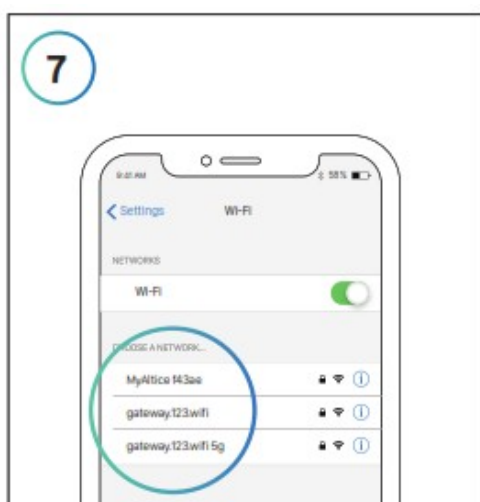 7
9:41 AM
58%
Settings
Wi-Fi
NETWORKS
Wi-Fi
CHOOSE A NETWORK...
MyAltice f43ae
gateway.123.wifi
gateway.123.wifi 5g